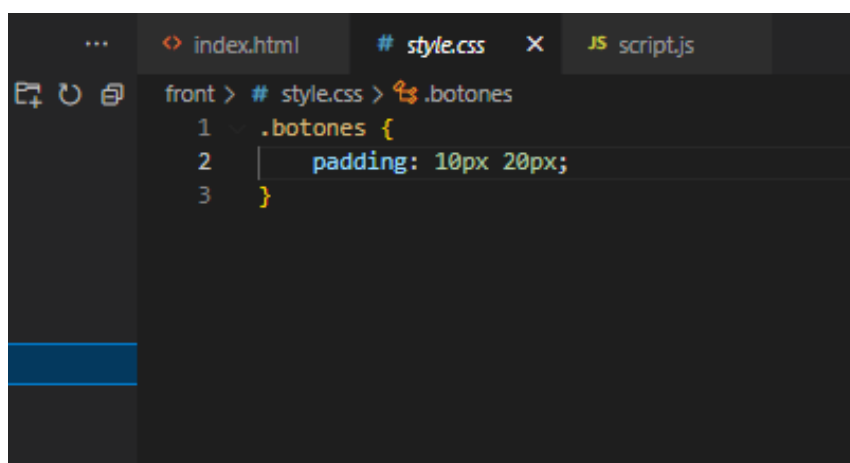 ... index.html # style.css × JS script.js
front > # style.css > .botones
1 .botones {
2 padding: 10px 20px;
3 }